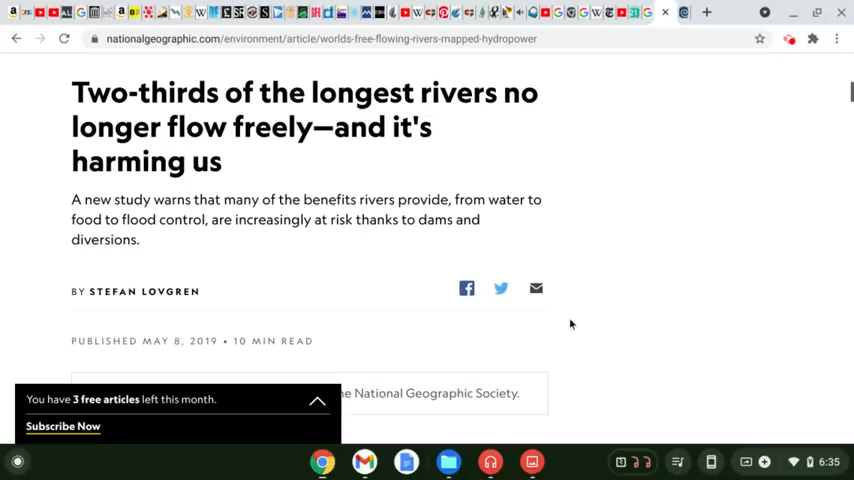 nationalgeographic.com/environment/article/worlds-free-flowing-rivers-mapped-hydropower
Two-thirds of the longest rivers no
longer flow freely—and it's
harming us
A new study warns that many of the benefits rivers provide, from water to
food to flood control, are increasingly at risk thanks to dams and
diversions.
BY STEFAN LOVGREN
PUBLISHED MAY 8, 2019 • 10 MIN READ
he National Geographic Society.
You have 3 free articles left this month.
Subscribe Now
6:35